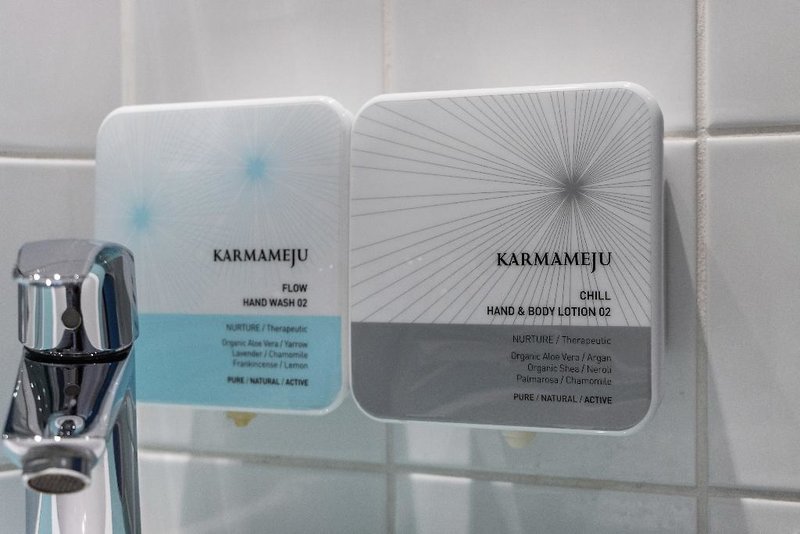 KARMAMEJU
FLOW
HAND WASH 02
NURTURE / Therapeutic
Organic Aloe Vera / Yarrow
Lavender / Chamomile
Frankincense / Lemon
PURE / NATURAL / ACTIVE
KARMAMEJU
CHILL
HAND & BODY LOTION 02
NURTURE / Therapeutic
Organic Aloe Vera / Argan
Organic Shea / Neroli
Palmarosa / Chamomile
PURE / NATURAL / ACTIVE